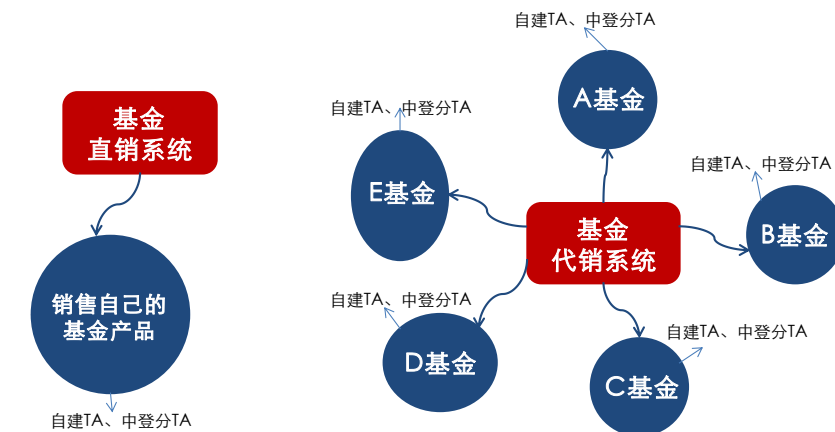 基金
直销系统
销售自己的
基金产品
自建TA、中登分TA
自建TA、中登分TA
A基金
自建TA、中登分TA
E基金
自建TA、中登分TA
B基金
基金
代销系统
自建TA、中登分TA
D基金
自建TA、中登分TA
C基金